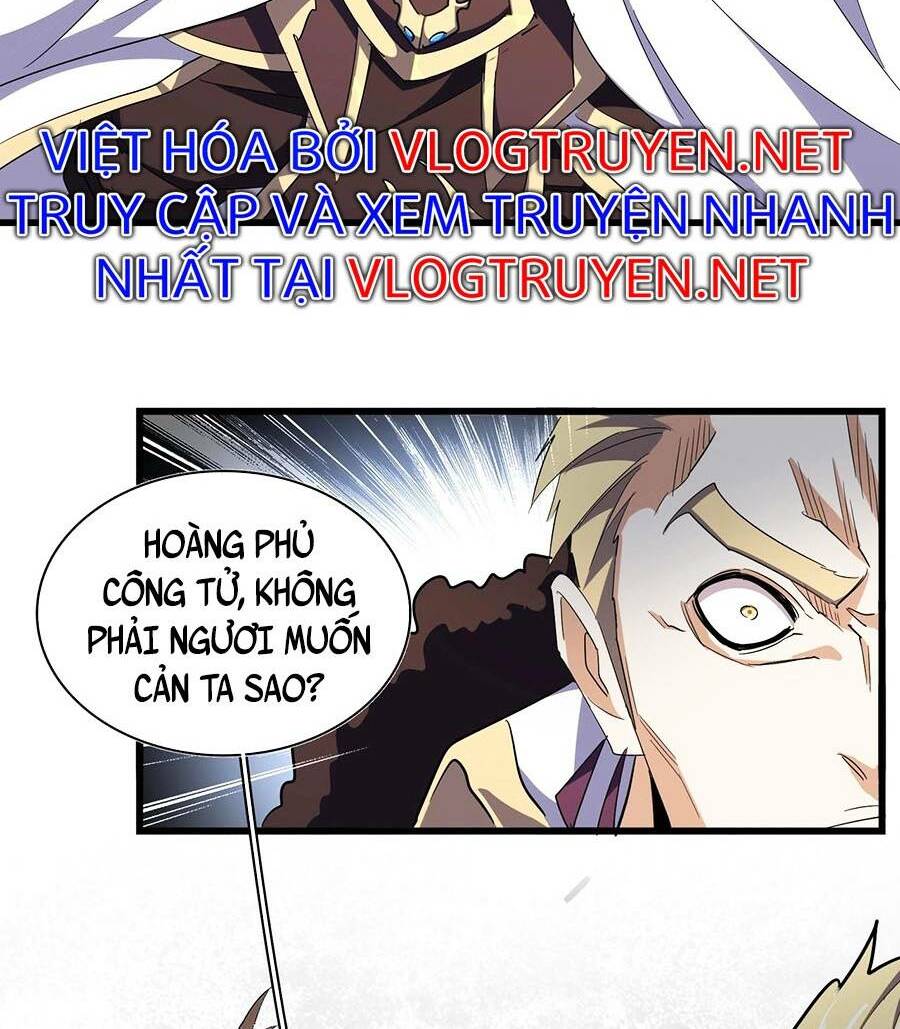 VIỆT HÓA BỞI VLOGTRUYEN.NET
TRUY CẬP VÀ XEM TRUYỆN NHANH
NHẤT TẠI VLOGTRUYEN.NET
HOÀNG PHỦ
CÔNG TỬ, KHÔNG
PHẢI NGƯƠI MUỐN
CẢN TA SAO?